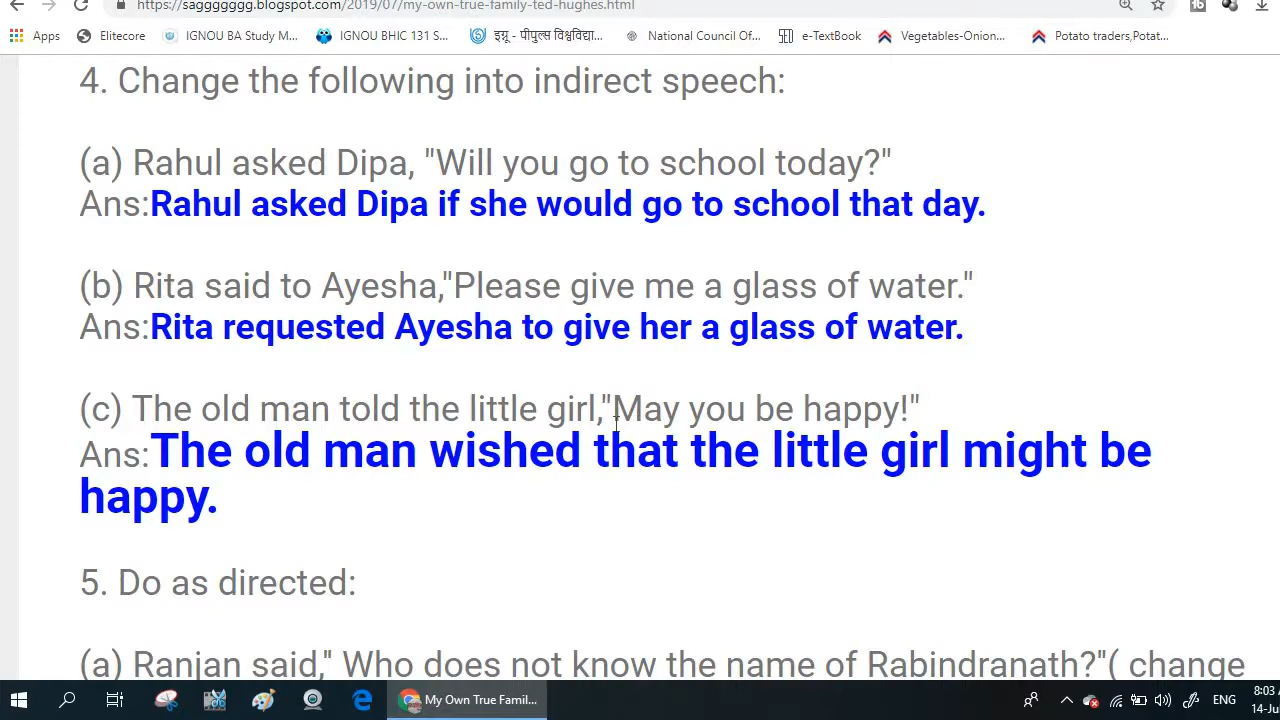 https://saggggggg.blogspot.com/2019/07/my-own-true-family-ted-hughes.html
Apps Elitecore IGNOU BA Study M... IGNOU BHIC 131 S... इग्नू - पीपुल्स विश्वविद्या... National Council Of... e-TextBook Vegetables-Onion... Potato traders,Potat...
4. Change the following into indirect speech:
(a) Rahul asked Dipa, "Will you go to school today?"
Ans:Rahul asked Dipa if she would go to school that day.
(b) Rita said to Ayesha,"Please give me a glass of water."
Ans:Rita requested Ayesha to give her a glass of water.
(c) The old man told the little girl,"May you be happy!"
Ans:The old man wished that the little girl might be
happy.
5. Do as directed:
(a) Ranjan said," Who does not know the name of Rabindranath?"( change
My Own True Famil... ENG 8:03
14-Ju